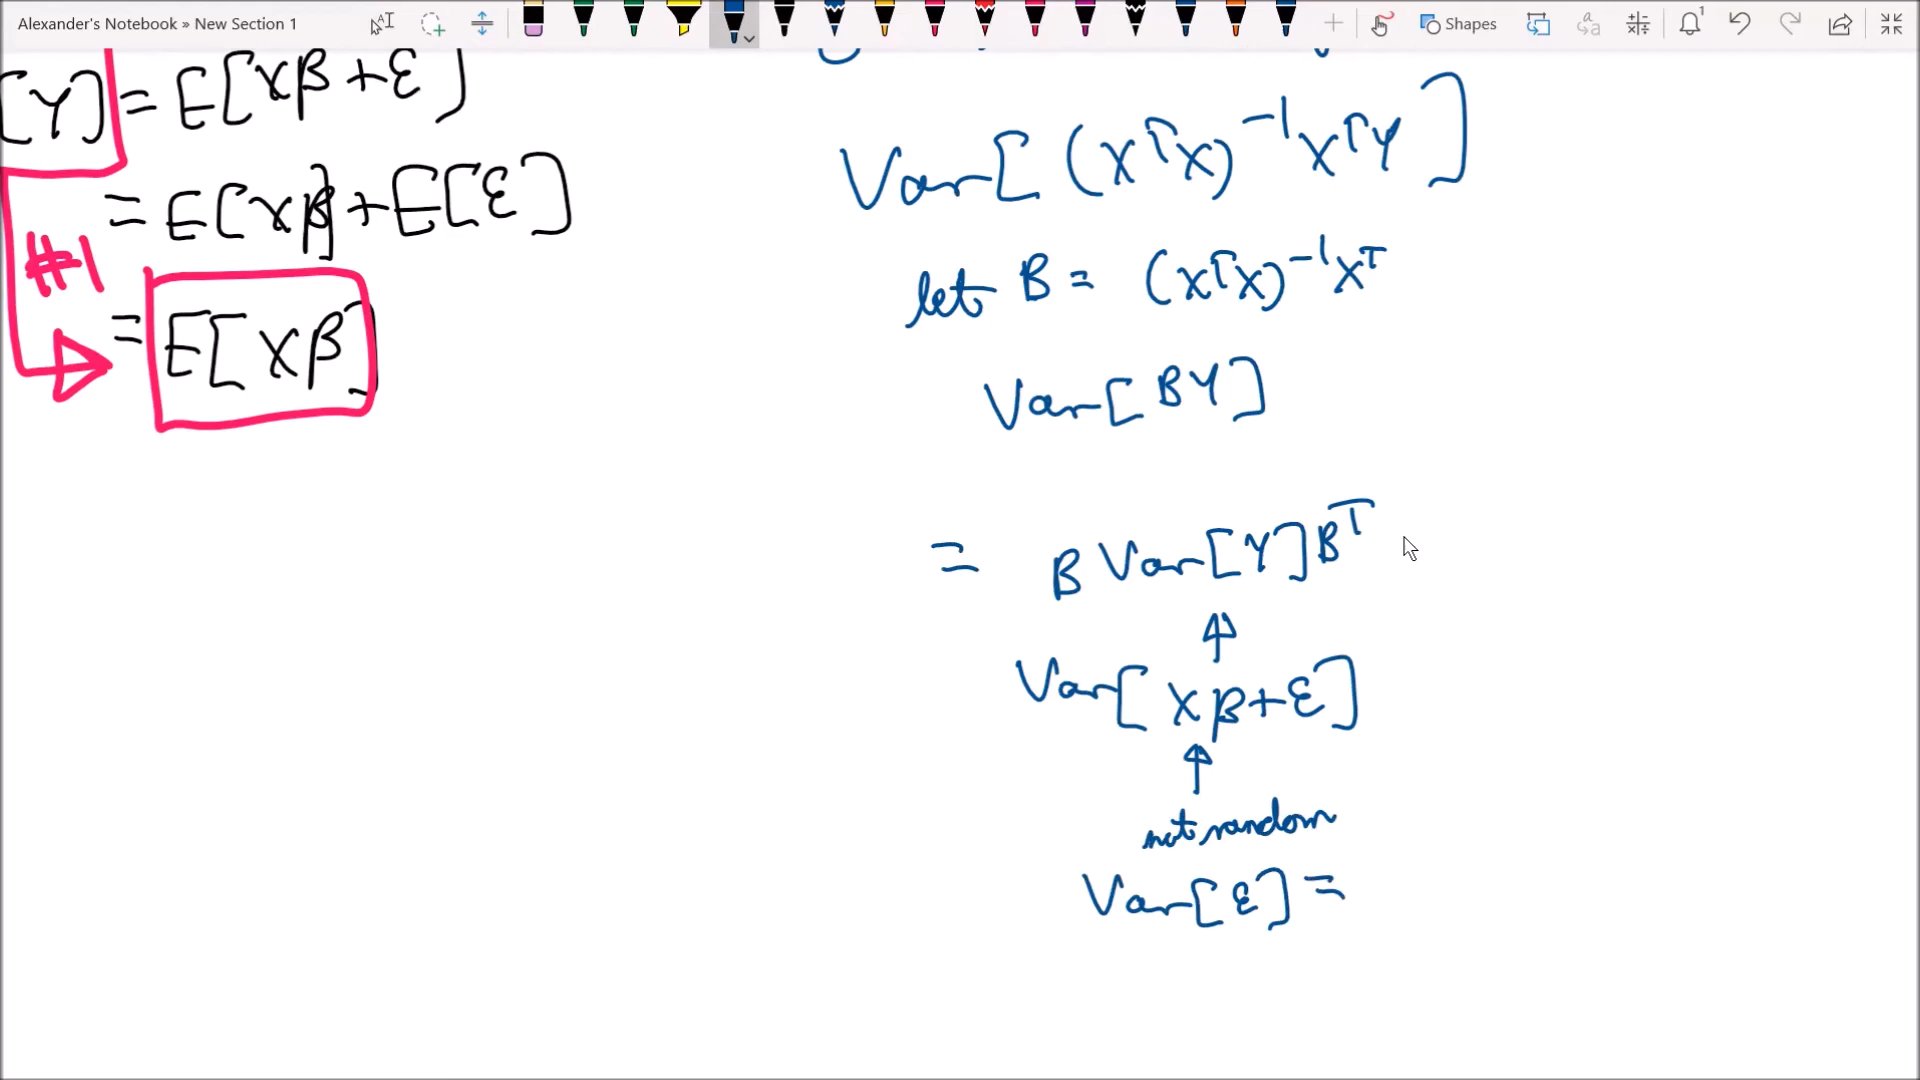 Alexander's Notebook » New Section 1
Shapes
1
[Y] = E[Xβ+ε]
= E[Xβ]+E[ε]
#1
= E[Xβ]
Var[(XᵀX)⁻¹XᵀY]
let B = (XᵀX)⁻¹Xᵀ
Var[BY]
= B Var[Y]Bᵀ
Var[Xβ+ε]
not random
Var[ε] =